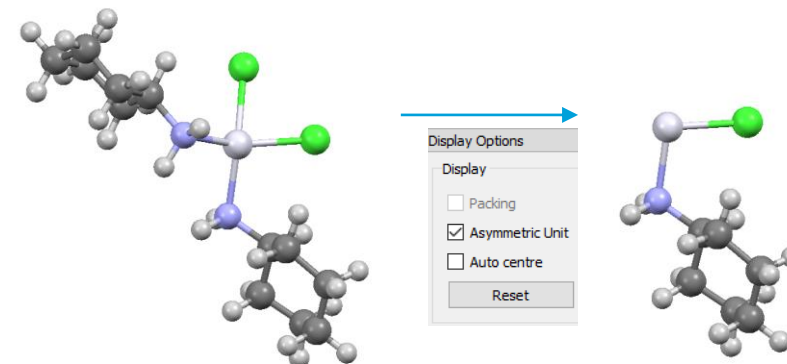 Display Options
Display
Packing
Asymmetric Unit
Auto centre
Reset